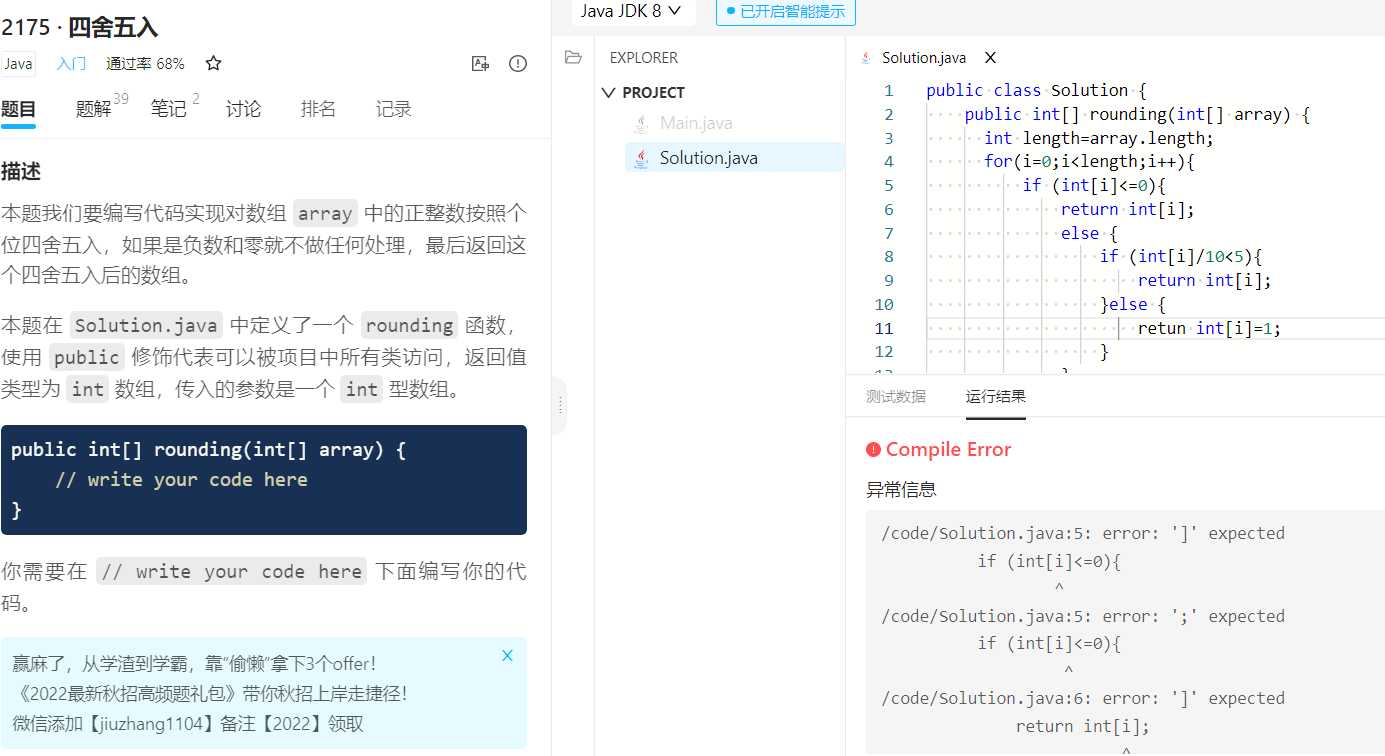 2175 · 四舍五入
Java 入门 通过率 68%
题目 题解 39 笔记 2 讨论 排名 记录
描述
本题我们要编写代码实现对数组 array 中的正整数按照个
位四舍五入，如果是负数和零就不做任何处理，最后返回这
个四舍五入后的数组。
本题在 Solution.java 中定义了一个 rounding 函数，
使用 public 修饰代表可以被项目中所有类访问，返回值
类型为 int 数组，传入的参数是一个 int 型数组。
public int[] rounding(int[] array) {
// write your code here
}
你需要在 // write your code here 下面编写你的代
码。
赢麻了，从学渣到学霸，靠“偷懒”拿下3个offer！
《2022最新秋招高频题礼包》带你秋招上岸走捷径！
微信添加【jiuzhang1104】备注【2022】领取
Java JDK 8
已开启智能提示
EXPLORER
PROJECT
Main.java
Solution.java
Solution.java X
1 public class Solution {
2 public int[] rounding(int[] array) {
3 int length=array.length;
4 for(i=0;i<length;i++){
5 if (int[i]<=0){
6 return int[i];
7 else {
8 if (int[i]/10<5){
9 return int[i];
10 }else {
11 retun int[i]=1;
12 }
测试数据 运行结果
Compile Error
异常信息
/code/Solution.java:5: error: ']' expected
if (int[i]<=0){
^
/code/Solution.java:5: error: ';' expected
if (int[i]<=0){
^
/code/Solution.java:6: error: ']' expected
return int[i];
^